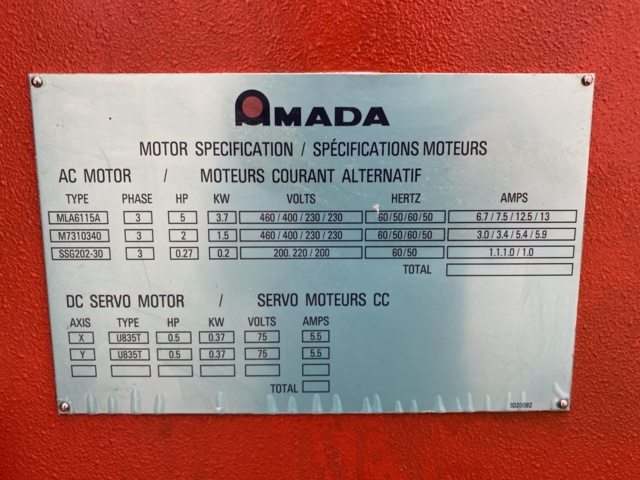 AMADA
MOTOR SPECIFICATION / SPÉCIFICATIONS MOTEURS
AC MOTOR / MOTEURS COURANT ALTERNATIF
TYPE PHASE HP KW VOLTS HERTZ AMPS
MLA6115A 3 5 3.7 460 / 400 / 230 / 230 60/50/60/50 6.7 / 7.5 / 12.5 / 13
M7310340 3 2 1.5 460 / 400 / 230 / 230 60/50/60/50 3.0 / 3.4 / 5.4 / 5.9
SSG202-30 3 0.27 0.2 200. 220 / 200 60/50 1.1.1.0 / 1.0
TOTAL
DC SERVO MOTOR / SERVO MOTEURS CC
AXIS TYPE HP KW VOLTS AMPS
X U835T 0.5 0.37 75 5.5
Y U835T 0.5 0.37 75 5.5
TOTAL